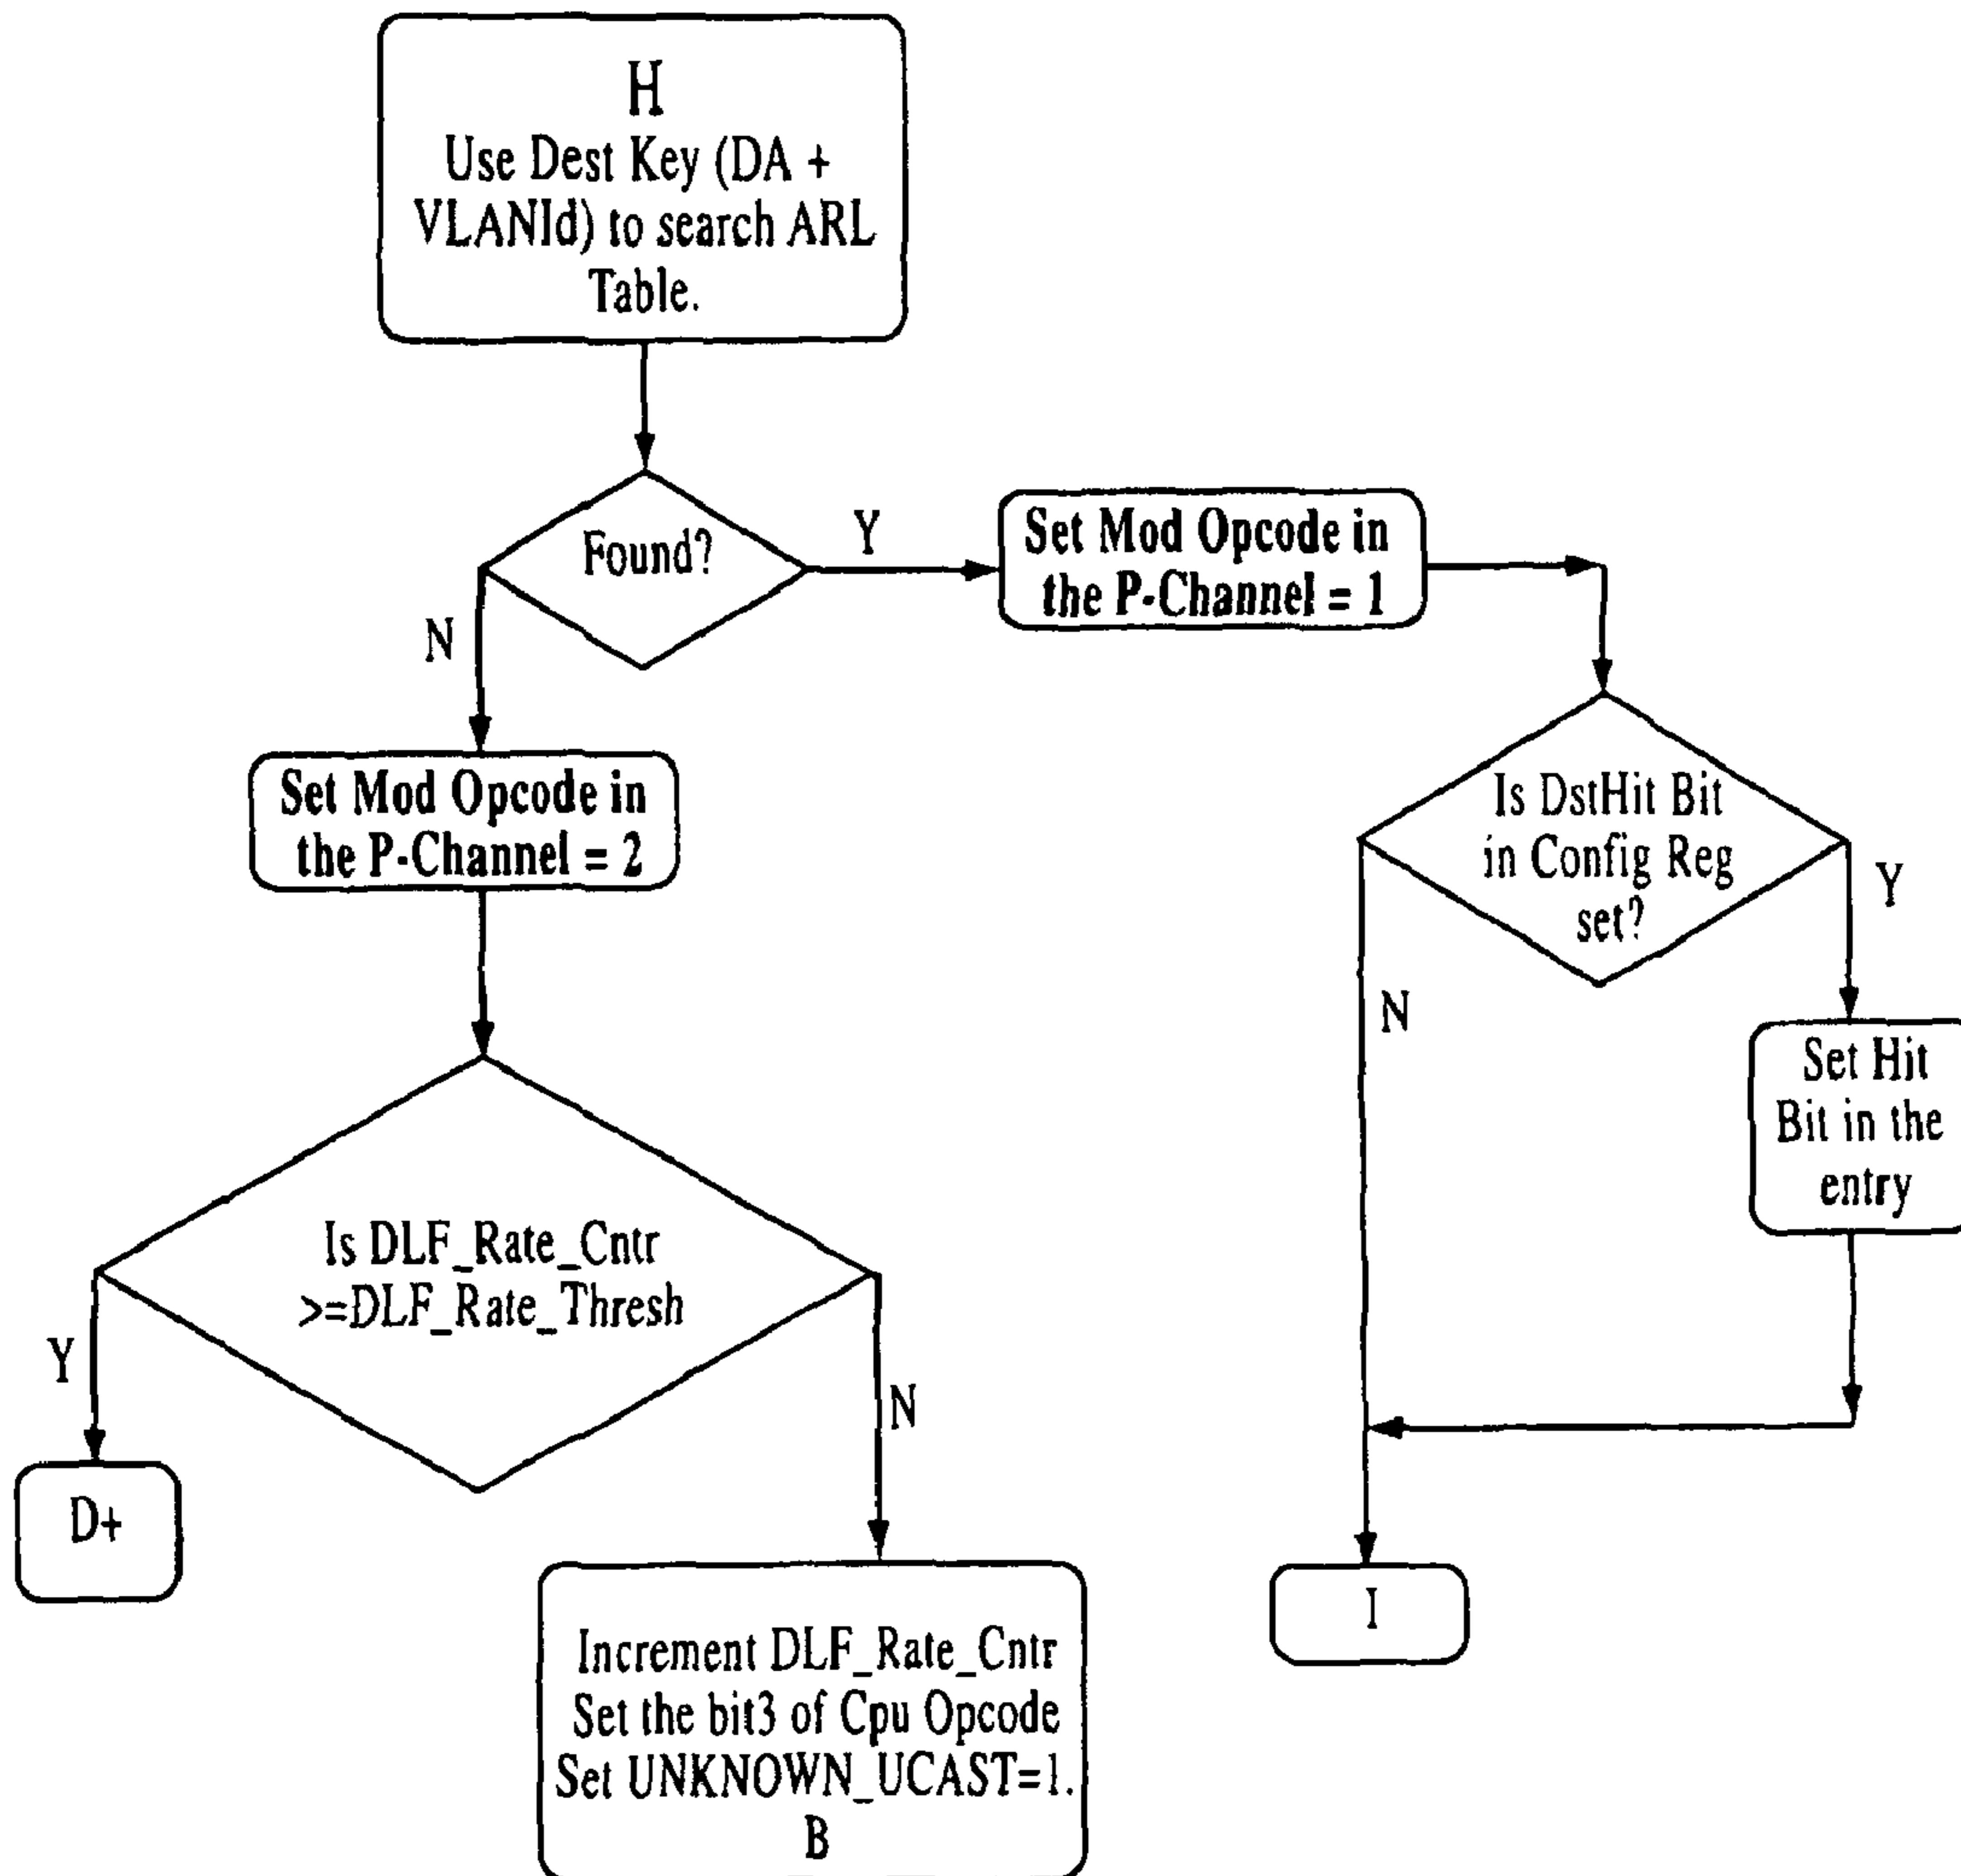 H
Use Dest Key (DA +
VLANId) to search ARL
Table.
Found?
Y
Set Mod Opcode in
the P-Channel = 1
N
Set Mod Opcode in
the P-Channel = 2
Is DstHit Bit
in Config Reg
set?
Y
N
Set Hit
Bit in the
entry
Is DLF_Rate_Cntr
>=DLF_Rate_Thresh
Y
N
D+
I
Increment DLF_Rate_Cntr
Set the bit3 of Cpu Opcode
Set UNKNOWN_UCAST=1.
B